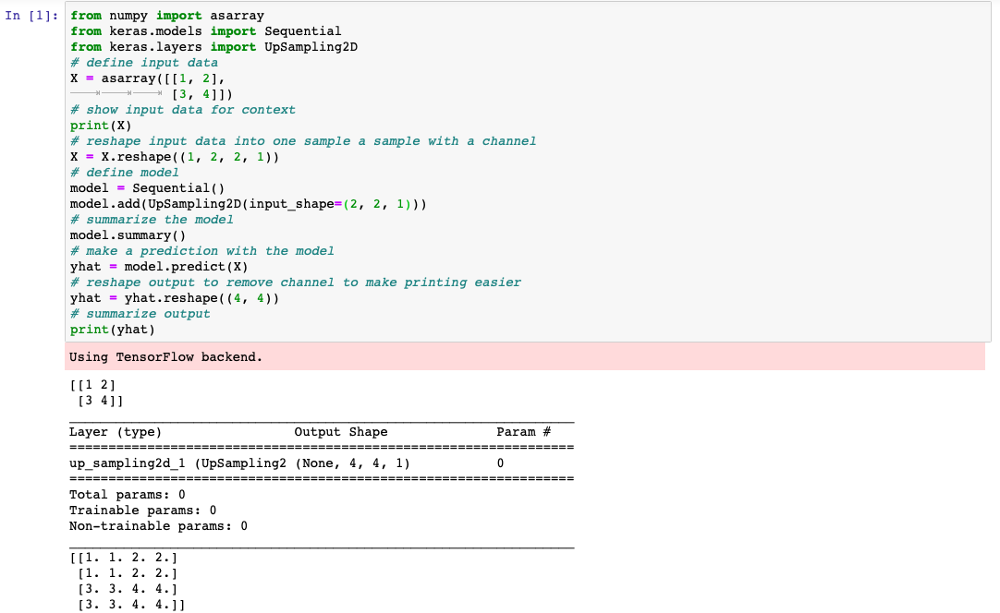 In [1]: from numpy import asarray
from keras.models import Sequential
from keras.layers import UpSampling2D
# define input data
X = asarray([[1, 2],
[3, 4]])
# show input data for context
print(X)
# reshape input data into one sample a sample with a channel
X = X.reshape((1, 2, 2, 1))
# define model
model = Sequential()
model.add(UpSampling2D(input_shape=(2, 2, 1)))
# summarize the model
model.summary()
# make a prediction with the model
yhat = model.predict(X)
# reshape output to remove channel to make printing easier
yhat = yhat.reshape((4, 4))
# summarize output
print(yhat)
Using TensorFlow backend.
[[1 2]
[3 4]]
_________________________________________________________________
Layer (type) Output Shape Param #
=================================================================
up_sampling2d_1 (UpSampling2 (None, 4, 4, 1) 0
=================================================================
Total params: 0
Trainable params: 0
Non-trainable params: 0
_________________________________________________________________
[[1. 1. 2. 2.]
[1. 1. 2. 2.]
[3. 3. 4. 4.]
[3. 3. 4. 4.]]